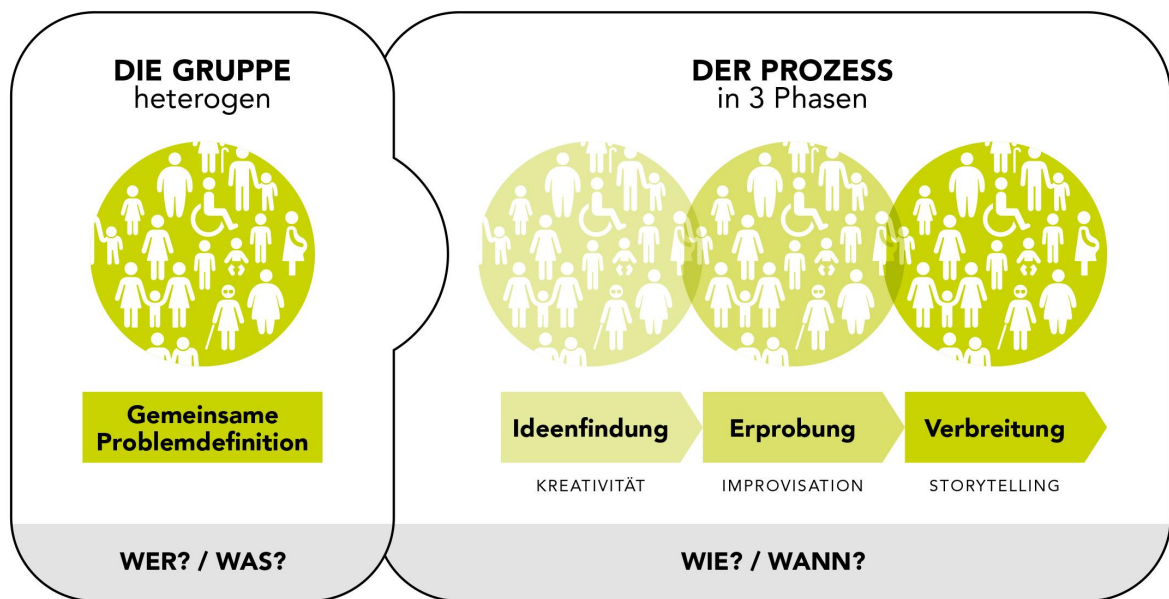 DIE GRUPPE
heterogen
Gemeinsame
Problemdefinition
WER? / WAS?
DER PROZESS
in 3 Phasen
Ideenfindung
Erprobung
Verbreitung
KREATIVITÄT
IMPROVISATION
STORYTELLING
WIE? / WANN?